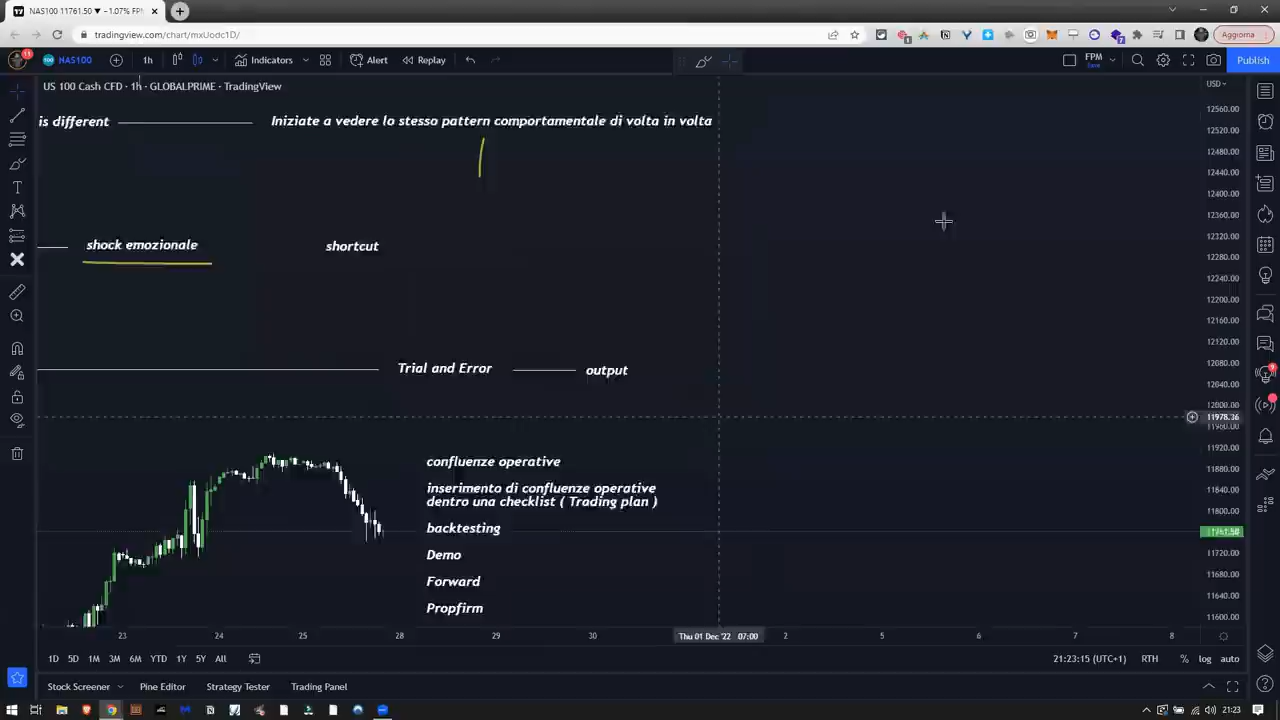 NAS100 11761.50 ▼ −1.07% FPM
tradingview.com/chart/mxUodc1D/
Aggiorna
11
NAS100
1h
Indicators
Alert
Replay
FPM
Save
Publish
US 100 Cash CFD · 1h · GLOBALPRIME · TradingView
USD
is different
Iniziate a vedere lo stesso pattern comportamentale di volta in volta
shock emozionale
shortcut
Trial and Error
output
confluenze operative
inserimento di confluenze operative
dentro una checklist ( Trading plan )
backtesting
Demo
Forward
Propfirm
12560.00
12520.00
12480.00
12440.00
12400.00
12360.00
12320.00
12280.00
12240.00
12200.00
12160.00
12120.00
12080.00
12040.00
12000.00
11978.36
11960.00
11920.00
11880.00
11840.00
11800.00
11761.50
11720.00
11680.00
11640.00
11600.00
23 24 25 28 29 30 Thu 01 Dec '22 07:00 2 5 6 7 8
1D 5D 1M 3M 6M YTD 1Y 5Y All
21:23:15 (UTC+1) RTH % log auto
Stock Screener Pine Editor Strategy Tester Trading Panel
21:23